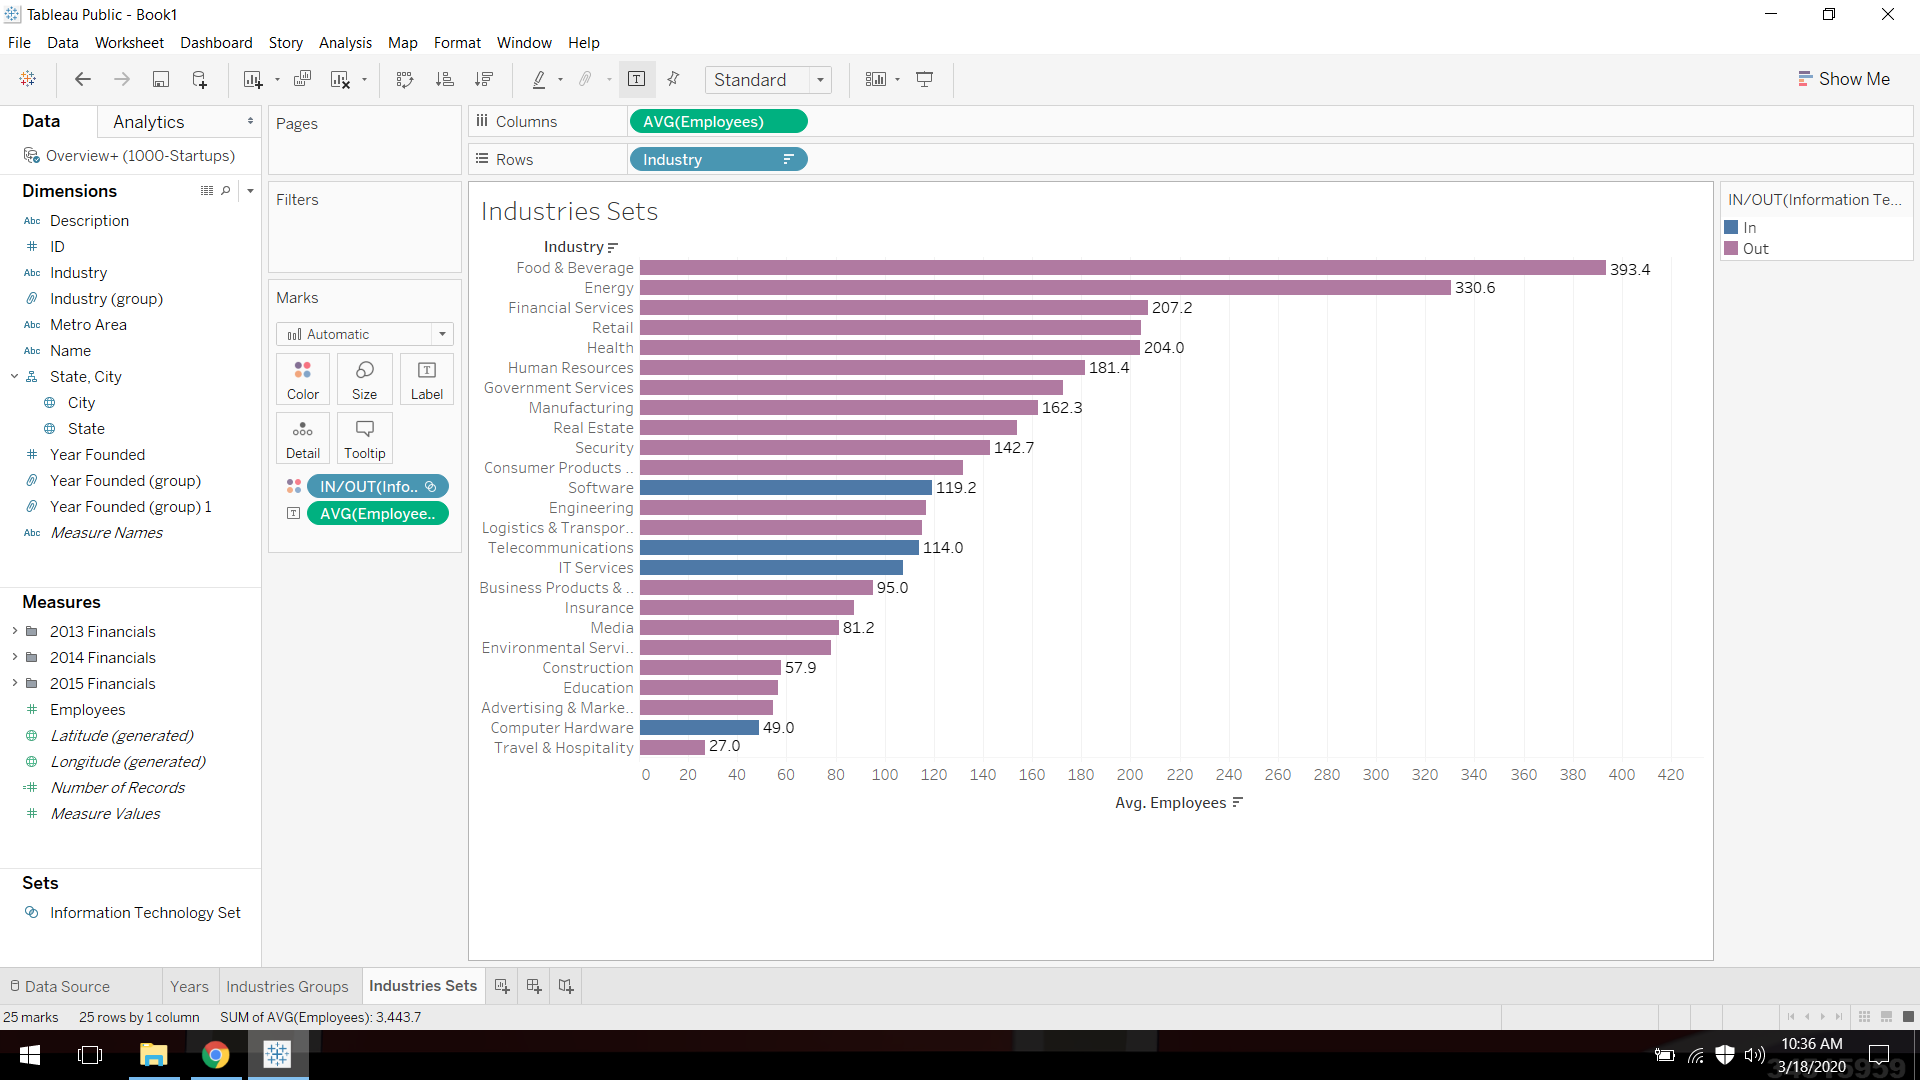 Tableau Public - Book1
File Data Worksheet Dashboard Story Analysis Map Format Window Help
Standard
Show Me
Data
Analytics
Overview+ (1000-Startups)
Dimensions
Abc Description
ID
Abc Industry
Industry (group)
Abc Metro Area
Abc Name
State, City
City
State
Year Founded
Year Founded (group)
Year Founded (group) 1
Abc Measure Names
Measures
2013 Financials
2014 Financials
2015 Financials
Employees
Latitude (generated)
Longitude (generated)
Number of Records
Measure Values
Sets
Information Technology Set
Pages
Filters
Marks
Automatic
Color
Size
Label
Detail
Tooltip
IN/OUT(Info..
AVG(Employee..
Columns
AVG(Employees)
Rows
Industry
Industries Sets
Industry
Food & Beverage 393.4
Energy 330.6
Financial Services 207.2
Retail
Health 204.0
Human Resources 181.4
Government Services
Manufacturing 162.3
Real Estate
Security 142.7
Consumer Products ..
Software 119.2
Engineering
Logistics & Transpor..
Telecommunications 114.0
IT Services
Business Products & .. 95.0
Insurance
Media 81.2
Environmental Servi..
Construction 57.9
Education
Advertising & Marke..
Computer Hardware 49.0
Travel & Hospitality 27.0
0 20 40 60 80 100 120 140 160 180 200 220 240 260 280 300 320 340 360 380 400 420
Avg. Employees
IN/OUT(Information Te...
In
Out
Data Source
Years
Industries Groups
Industries Sets
25 marks 25 rows by 1 column SUM of AVG(Employees): 3,443.7
10:36 AM
3/18/2020